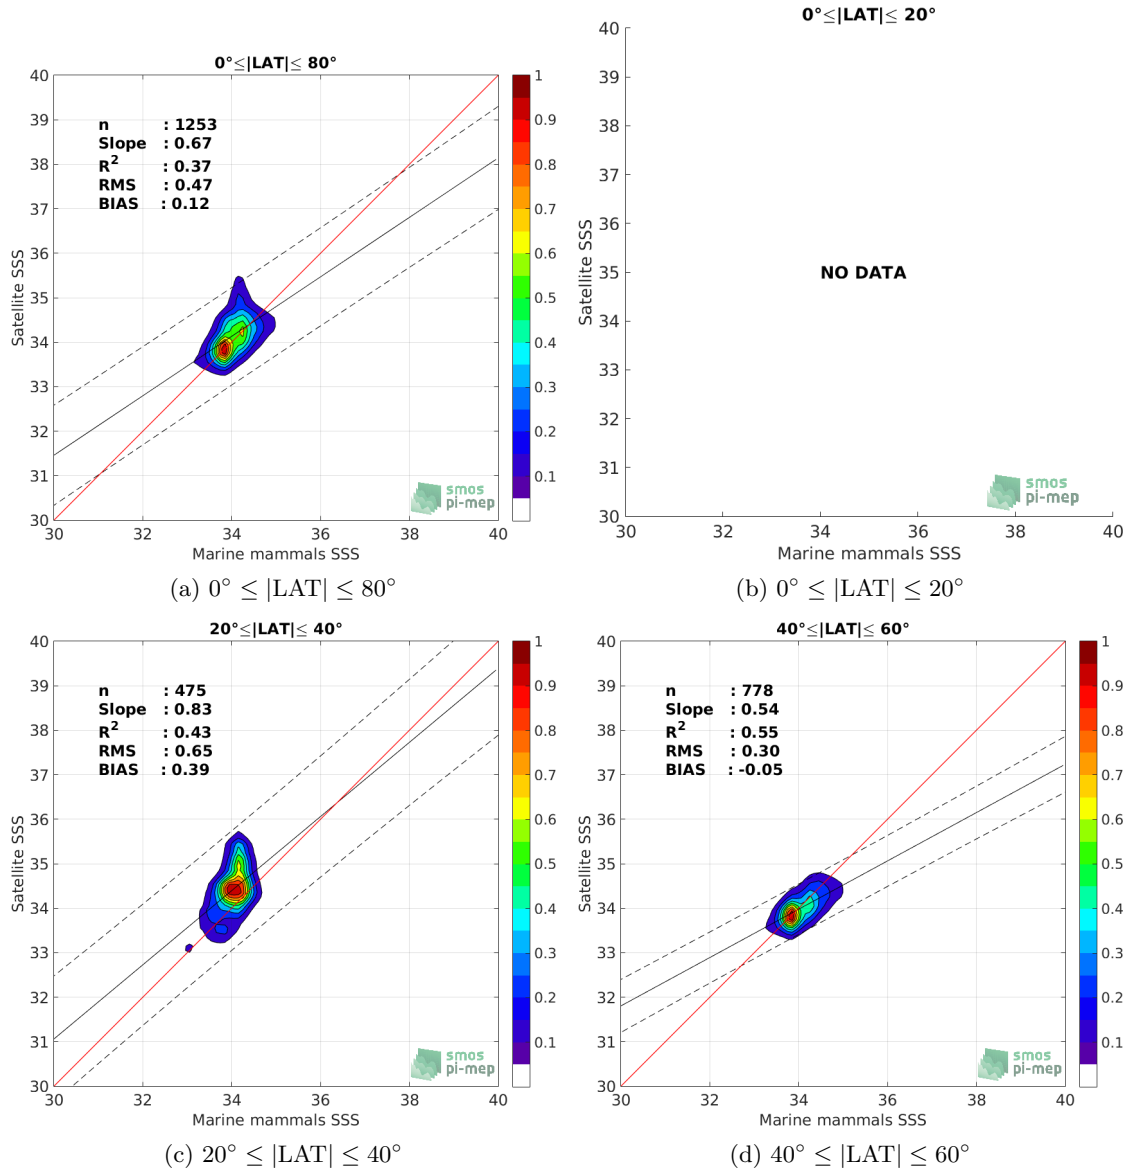 0°≤|LAT|≤ 80°
40
39
38
37
36
35
34
33
32
31
30
30
32
34
36
38
40
Satellite SSS
Marine mammals SSS
n : 1253
Slope : 0.67
R2 : 0.37
RMS : 0.47
BIAS : 0.12
1
0.9
0.8
0.7
0.6
0.5
0.4
0.3
0.2
0.1
smos
pi-mep
(a) 0° ≤ |LAT| ≤ 80°
0°≤|LAT|≤ 20°
40
39
38
37
36
35
34
33
32
31
30
30
32
34
36
38
40
Satellite SSS
Marine mammals SSS
NO DATA
smos
pi-mep
(b) 0° ≤ |LAT| ≤ 20°
20°≤|LAT|≤ 40°
40
39
38
37
36
35
34
33
32
31
30
30
32
34
36
38
40
Satellite SSS
Marine mammals SSS
n : 475
Slope : 0.83
R2 : 0.43
RMS : 0.65
BIAS : 0.39
1
0.9
0.8
0.7
0.6
0.5
0.4
0.3
0.2
0.1
smos
pi-mep
(c) 20° ≤ |LAT| ≤ 40°
40°≤|LAT|≤ 60°
40
39
38
37
36
35
34
33
32
31
30
30
32
34
36
38
40
Satellite SSS
Marine mammals SSS
n : 778
Slope : 0.54
R2 : 0.55
RMS : 0.30
BIAS : -0.05
1
0.9
0.8
0.7
0.6
0.5
0.4
0.3
0.2
0.1
smos
pi-mep
(d) 40° ≤ |LAT| ≤ 60°